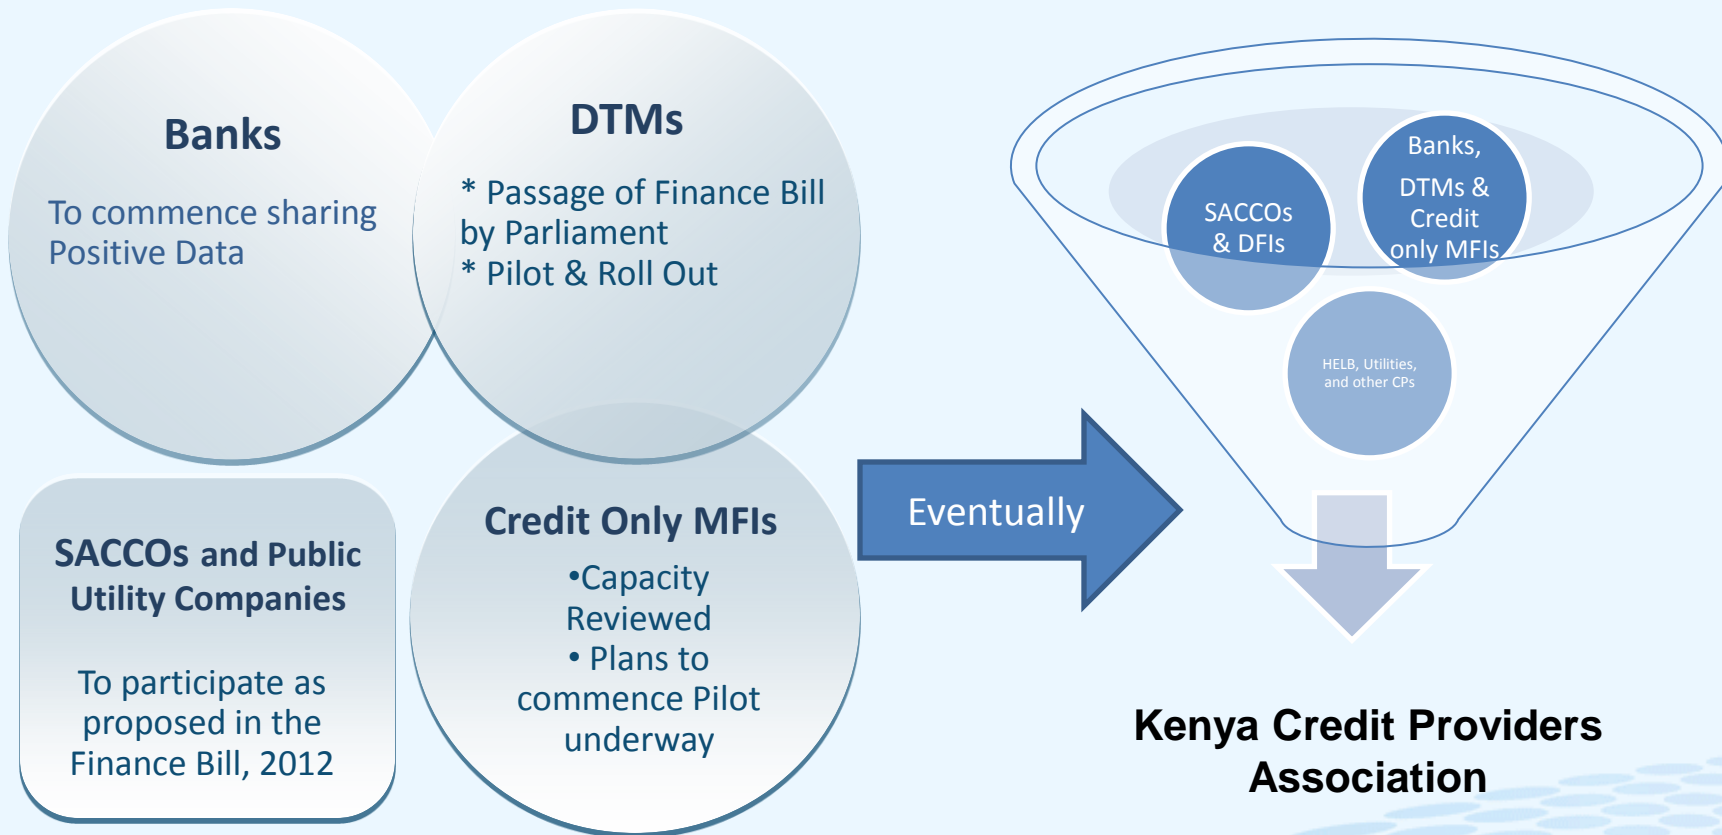 Banks
To commence sharing
Positive Data
DTMs
* Passage of Finance Bill
by Parliament
* Pilot & Roll Out
SACCOs and Public
Utility Companies
To participate as
proposed in the
Finance Bill, 2012
Credit Only MFIs
•Capacity
Reviewed
• Plans to
commence Pilot
underway
Eventually
SACCOs
& DFIs
Banks,
DTMs &
Credit
only MFIs
HELB, Utilities,
and other CPs
Kenya Credit Providers
Association